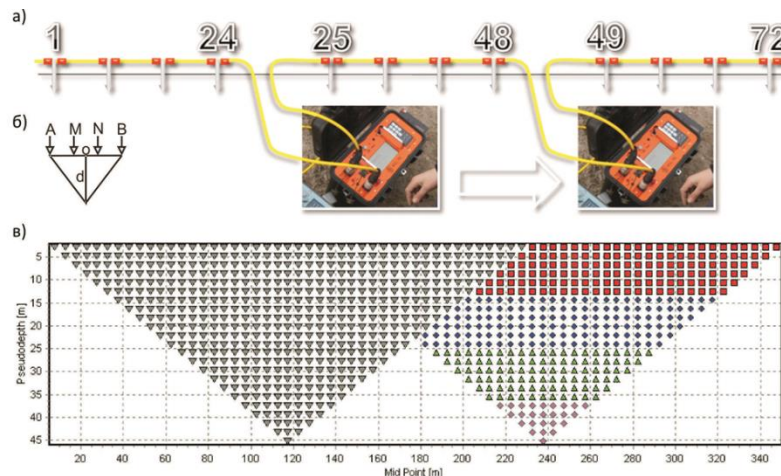 а)
1 24 25 48 49 72
б)
A M N B
o
d
в)
Pseudodepth [m]
5
10
15
20
25
30
35
40
45
20 40 60 80 100 120 140 160 180 200 220 240 260 280 300 320 340
Mid Point [m]